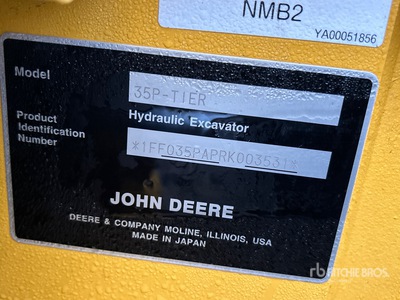 NMB2
YA00051856
Model
35P-TIER
Hydraulic Excavator
Product
Identification
Number
*1FF035PAPRK003531*
JOHN DEERE
DEERE & COMPANY MOLINE, ILLINOIS, USA
MADE IN JAPAN
rb RITCHIE BROS.